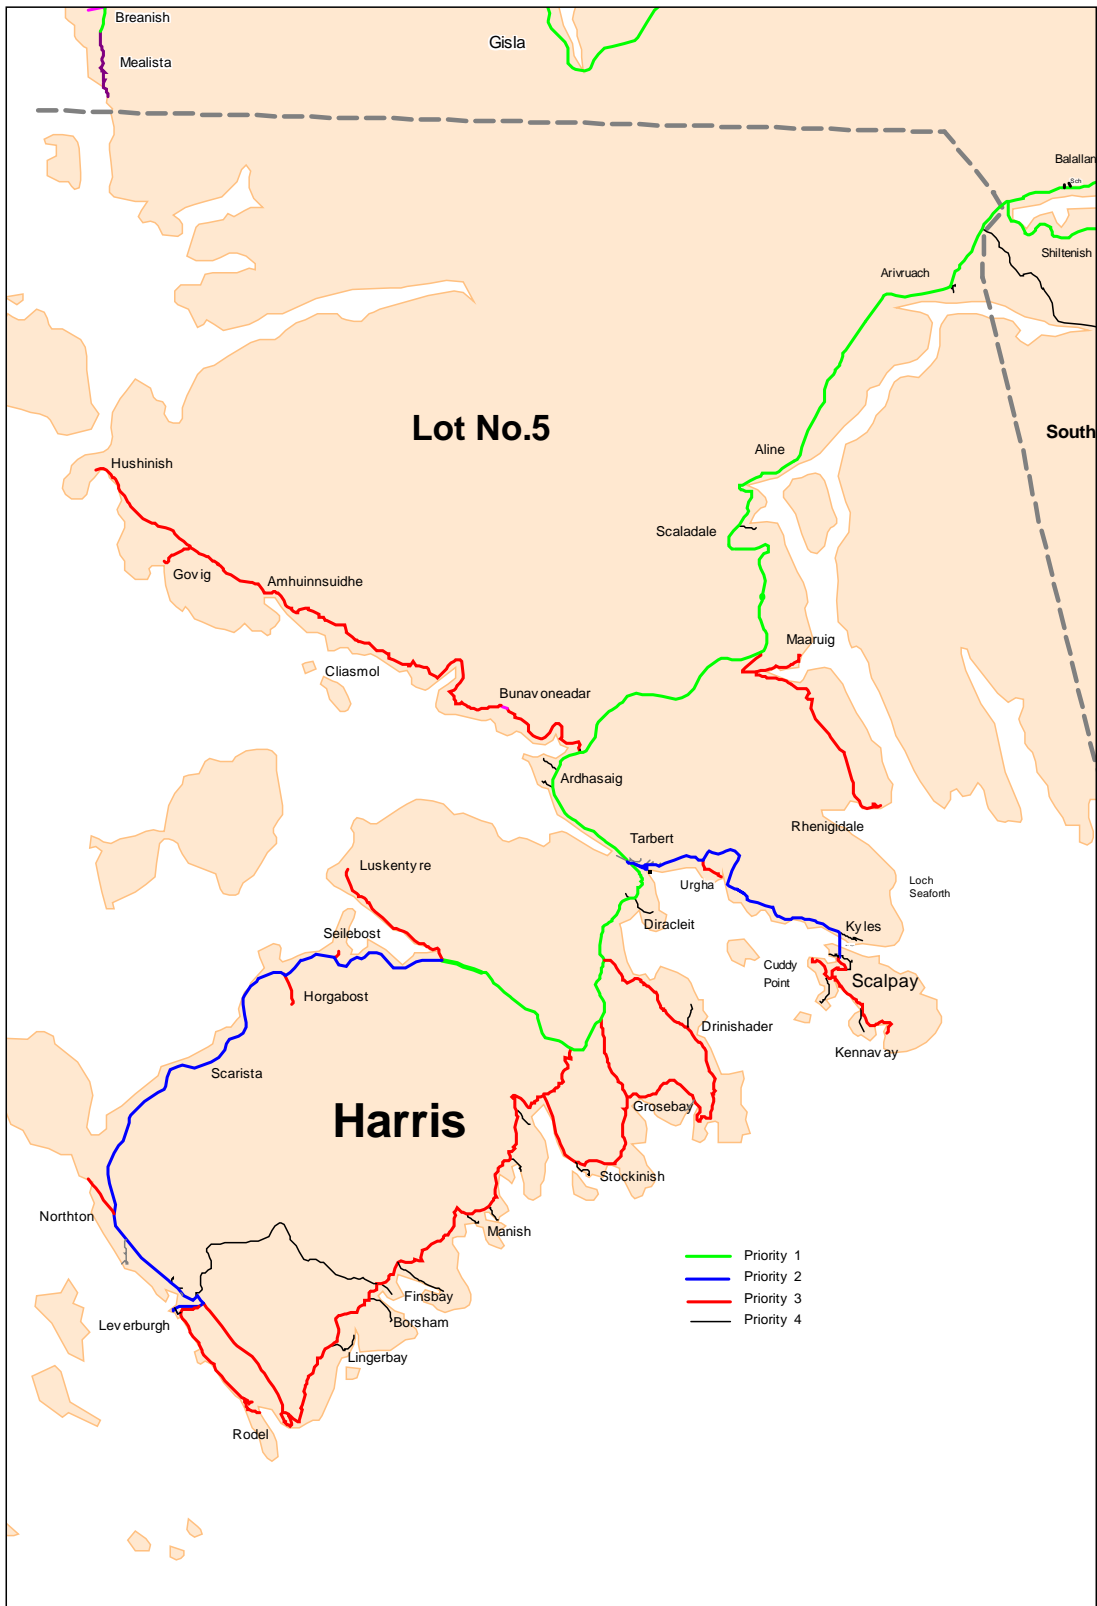 Breanish
Gisla
Mealista
Balallan
Sch
Shiltenish
Arivruach
Lot No.5
South
Aline
Hushinish
Scaladale
Govig
Amhuinnsuidhe
Maaruig
Cliasmol
Bunavoneadar
Ardhasaig
Rhenigidale
Tarbert
Luskentyre
Urgha
Loch
Seaforth
Diracleit
Kyles
Seilebost
Cuddy
Point
Scalpay
Horgabost
Drinishader
Kennavay
Scarista
Harris
Grosebay
Stockinish
Northton
Manish
Priority 1
Priority 2
Priority 3
Priority 4
Finsbay
Borsham
Leverburgh
Lingerbay
Rodel